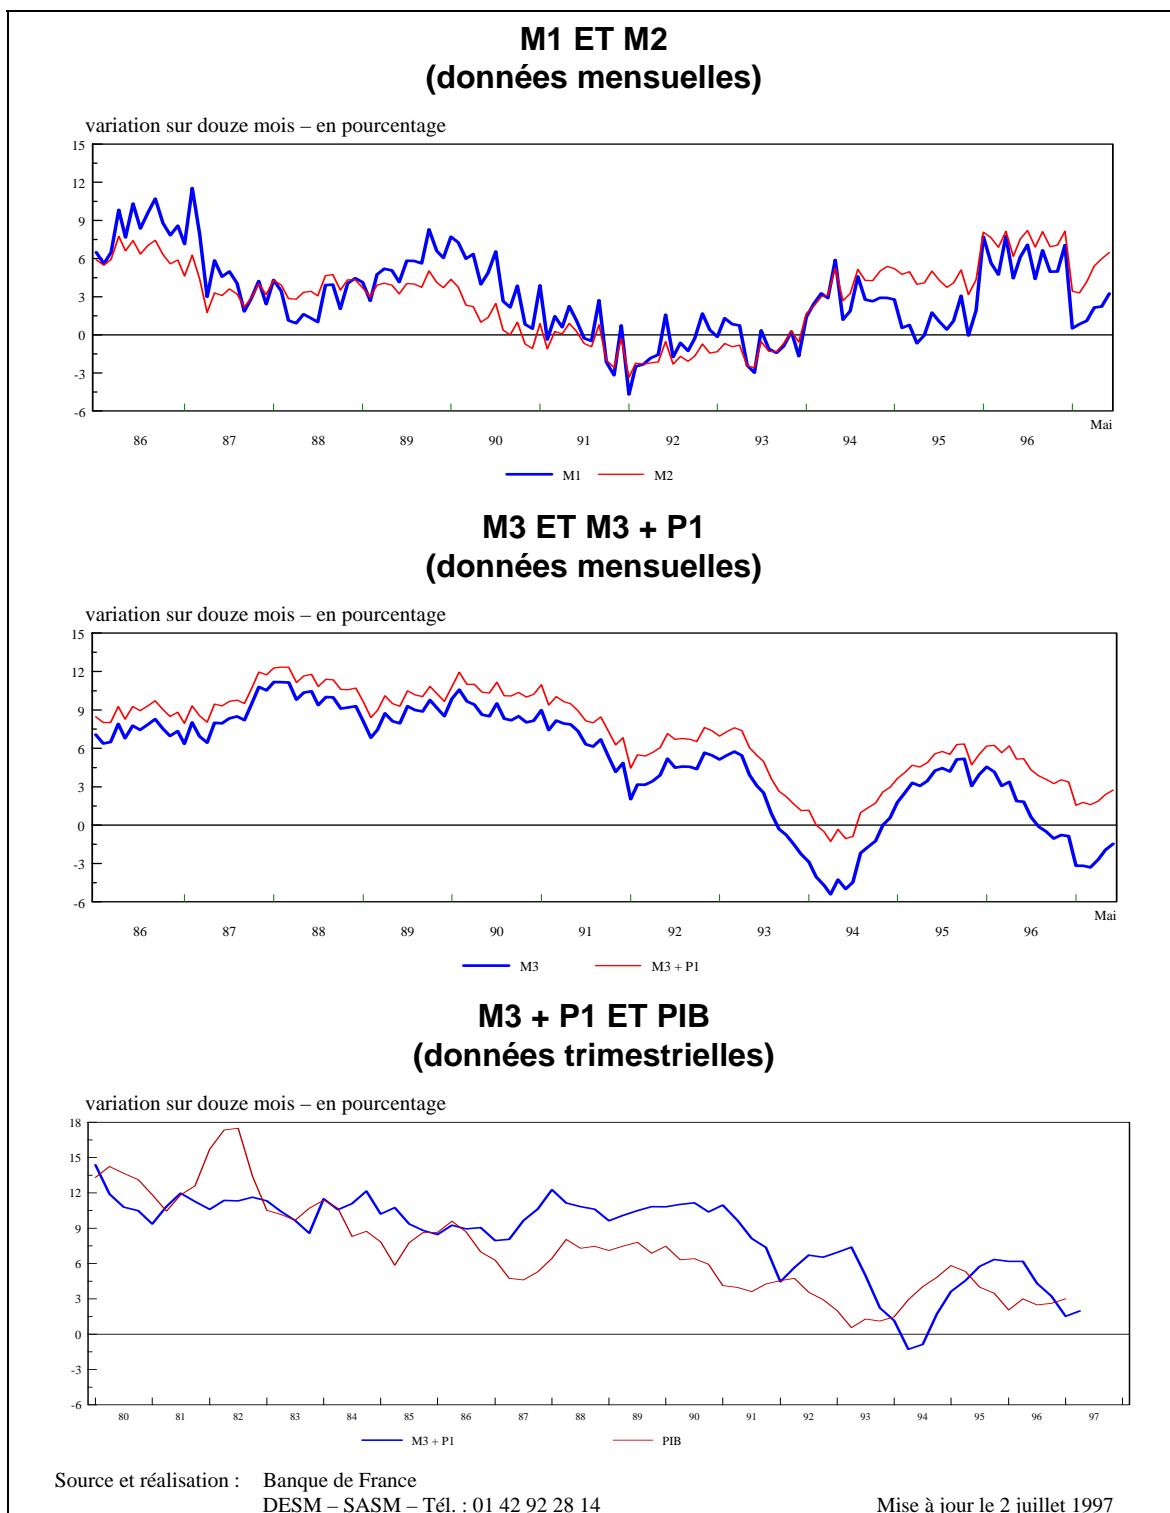 M1 ET M2
(données mensuelles)
variation sur douze mois – en pourcentage
15
12
9
6
3
0
-3
-6
Mai
86 87 88 89 90 91 92 93 94 95 96
M1 M2
M3 ET M3 + P1
(données mensuelles)
variation sur douze mois – en pourcentage
15
12
9
6
3
0
-3
-6
Mai
86 87 88 89 90 91 92 93 94 95 96
M3 M3 + P1
M3 + P1 ET PIB
(données trimestrielles)
variation sur douze mois – en pourcentage
18
15
12
9
6
3
0
-3
-6
80 81 82 83 84 85 86 87 88 89 90 91 92 93 94 95 96 97
M3 + P1 PIB
Source et réalisation : Banque de France
DESM – SASM – Tél. : 01 42 92 28 14 Mise à jour le 2 juillet 1997